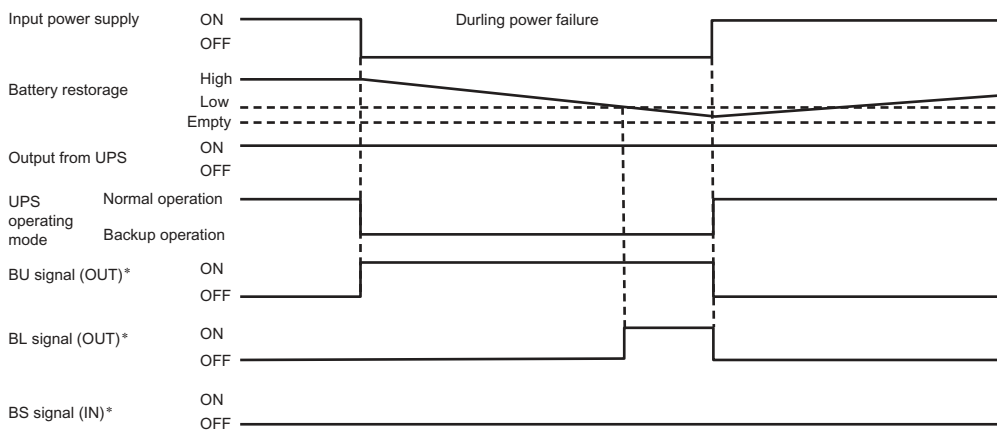 Input power supply
ON
OFF
Durling power failure
Battery restorage
High
Low
Empty
Output from UPS
ON
OFF
UPS
operating
mode
Normal operation
Backup operation
BU signal (OUT)*
ON
OFF
BL signal (OUT)*
ON
OFF
BS signal (IN)*
ON
OFF